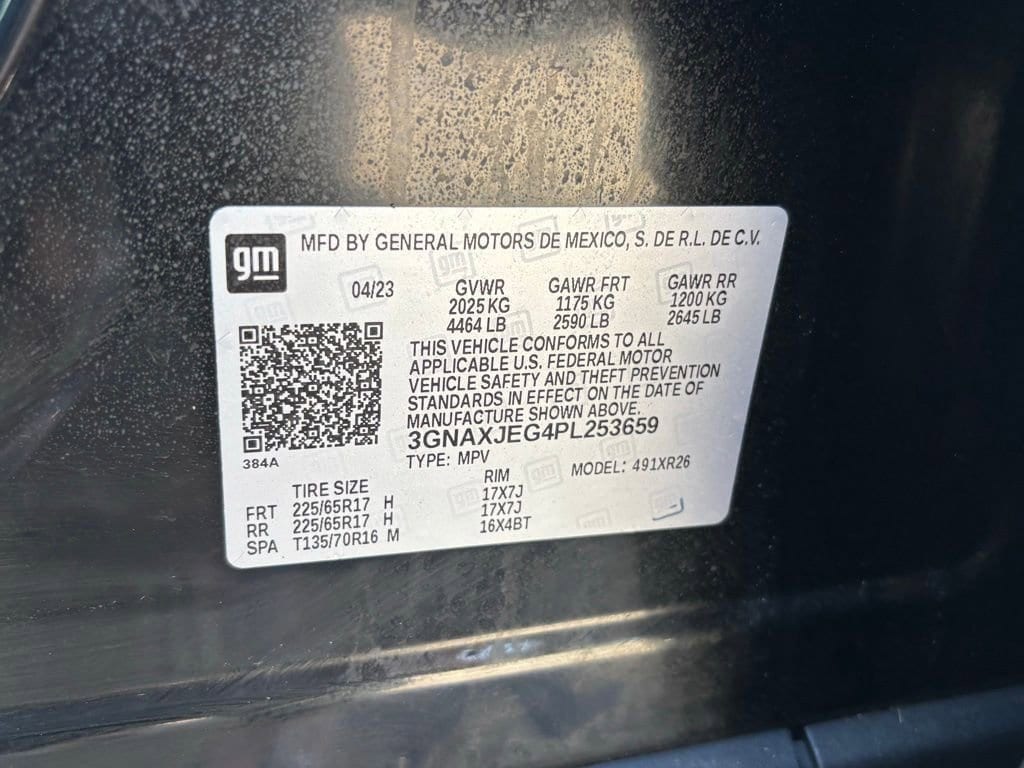 gm MFD BY GENERAL MOTORS DE MEXICO, S. DE R.L. DE C.V.
04/23 GVWR GAWR FRT GAWR RR
2025 KG 1175 KG 1200 KG
4464 LB 2590 LB 2645 LB
THIS VEHICLE CONFORMS TO ALL
APPLICABLE U.S. FEDERAL MOTOR
VEHICLE SAFETY AND THEFT PREVENTION
STANDARDS IN EFFECT ON THE DATE OF
MANUFACTURE SHOWN ABOVE.
3GNAXJEG4PL253659
384A TYPE: MPV MODEL: 491XR26
TIRE SIZE RIM
FRT 225/65R17 H 17X7J
RR 225/65R17 H 17X7J
SPA T135/70R16 M 16X4BT